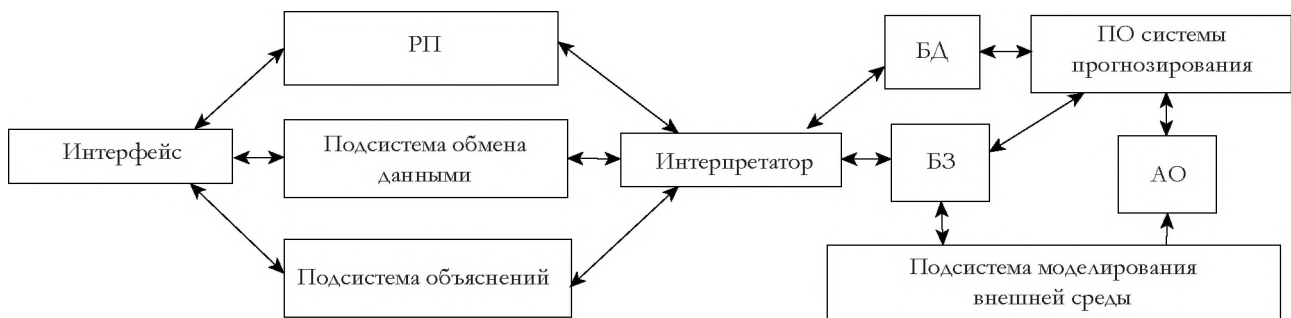 РП
БД
ПО системы
прогнозирования
Интерфейс
Подсистема обмена
данными
Интерпретатор
БЗ
АО
Подсистема объяснений
Подсистема моделирования
внешней среды